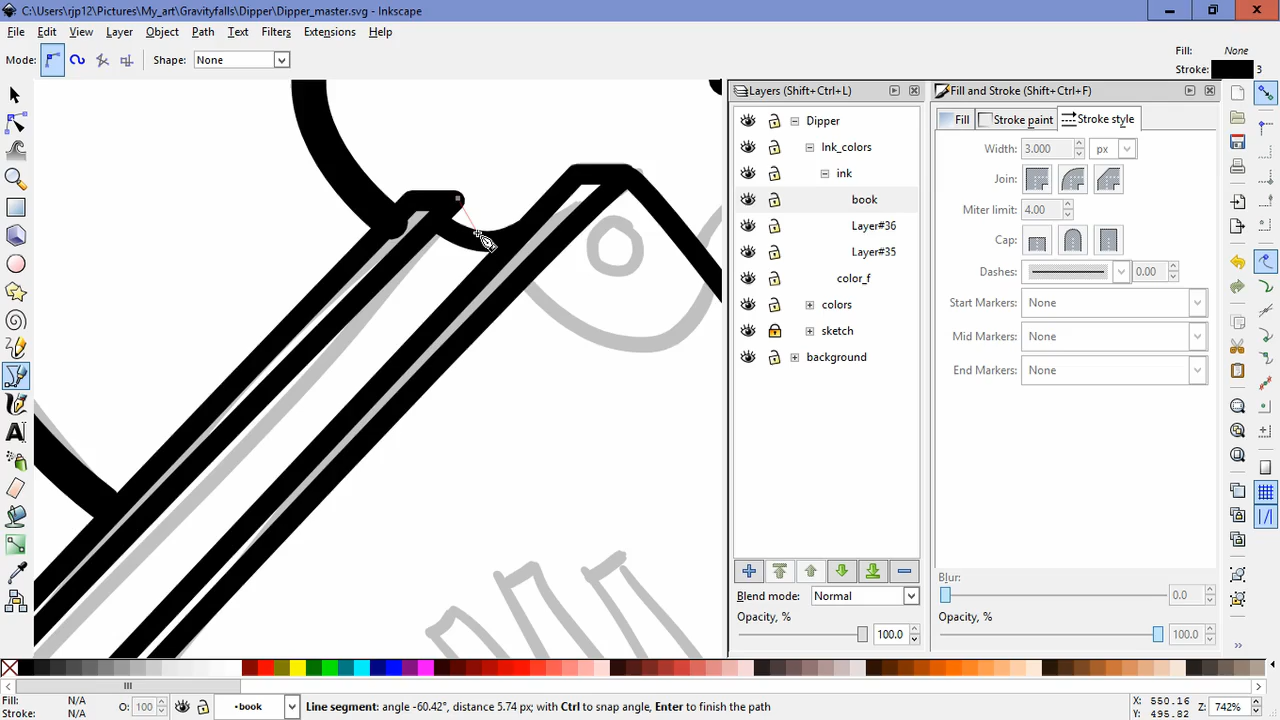 C:\Users\rjp12\Pictures\My_art\Gravityfalls\Dipper\Dipper_master.svg - Inkscape
File Edit View Layer Object Path Text Filters Extensions Help
Mode: Shape: None
Fill: None
Stroke: 3
Layers (Shift+Ctrl+L)
Fill and Stroke (Shift+Ctrl+F)
Dipper
Ink_colors
ink
book
Layer#36
Layer#35
color_f
colors
sketch
background
Fill Stroke paint Stroke style
Width: 3.000 px
Join:
Miter limit: 4.00
Cap:
Dashes: 0.00
Start Markers: None
Mid Markers: None
End Markers: None
Blend mode: Normal
Opacity, %
100.0
Blur:
0.0
Opacity, %
100.0
Fill: N/A
Stroke: N/A
O: 100
•book
Line segment: angle -60.42°, distance 5.74 px; with Ctrl to snap angle, Enter to finish the path
X: 550.16
Y: 495.82
Z: 742%